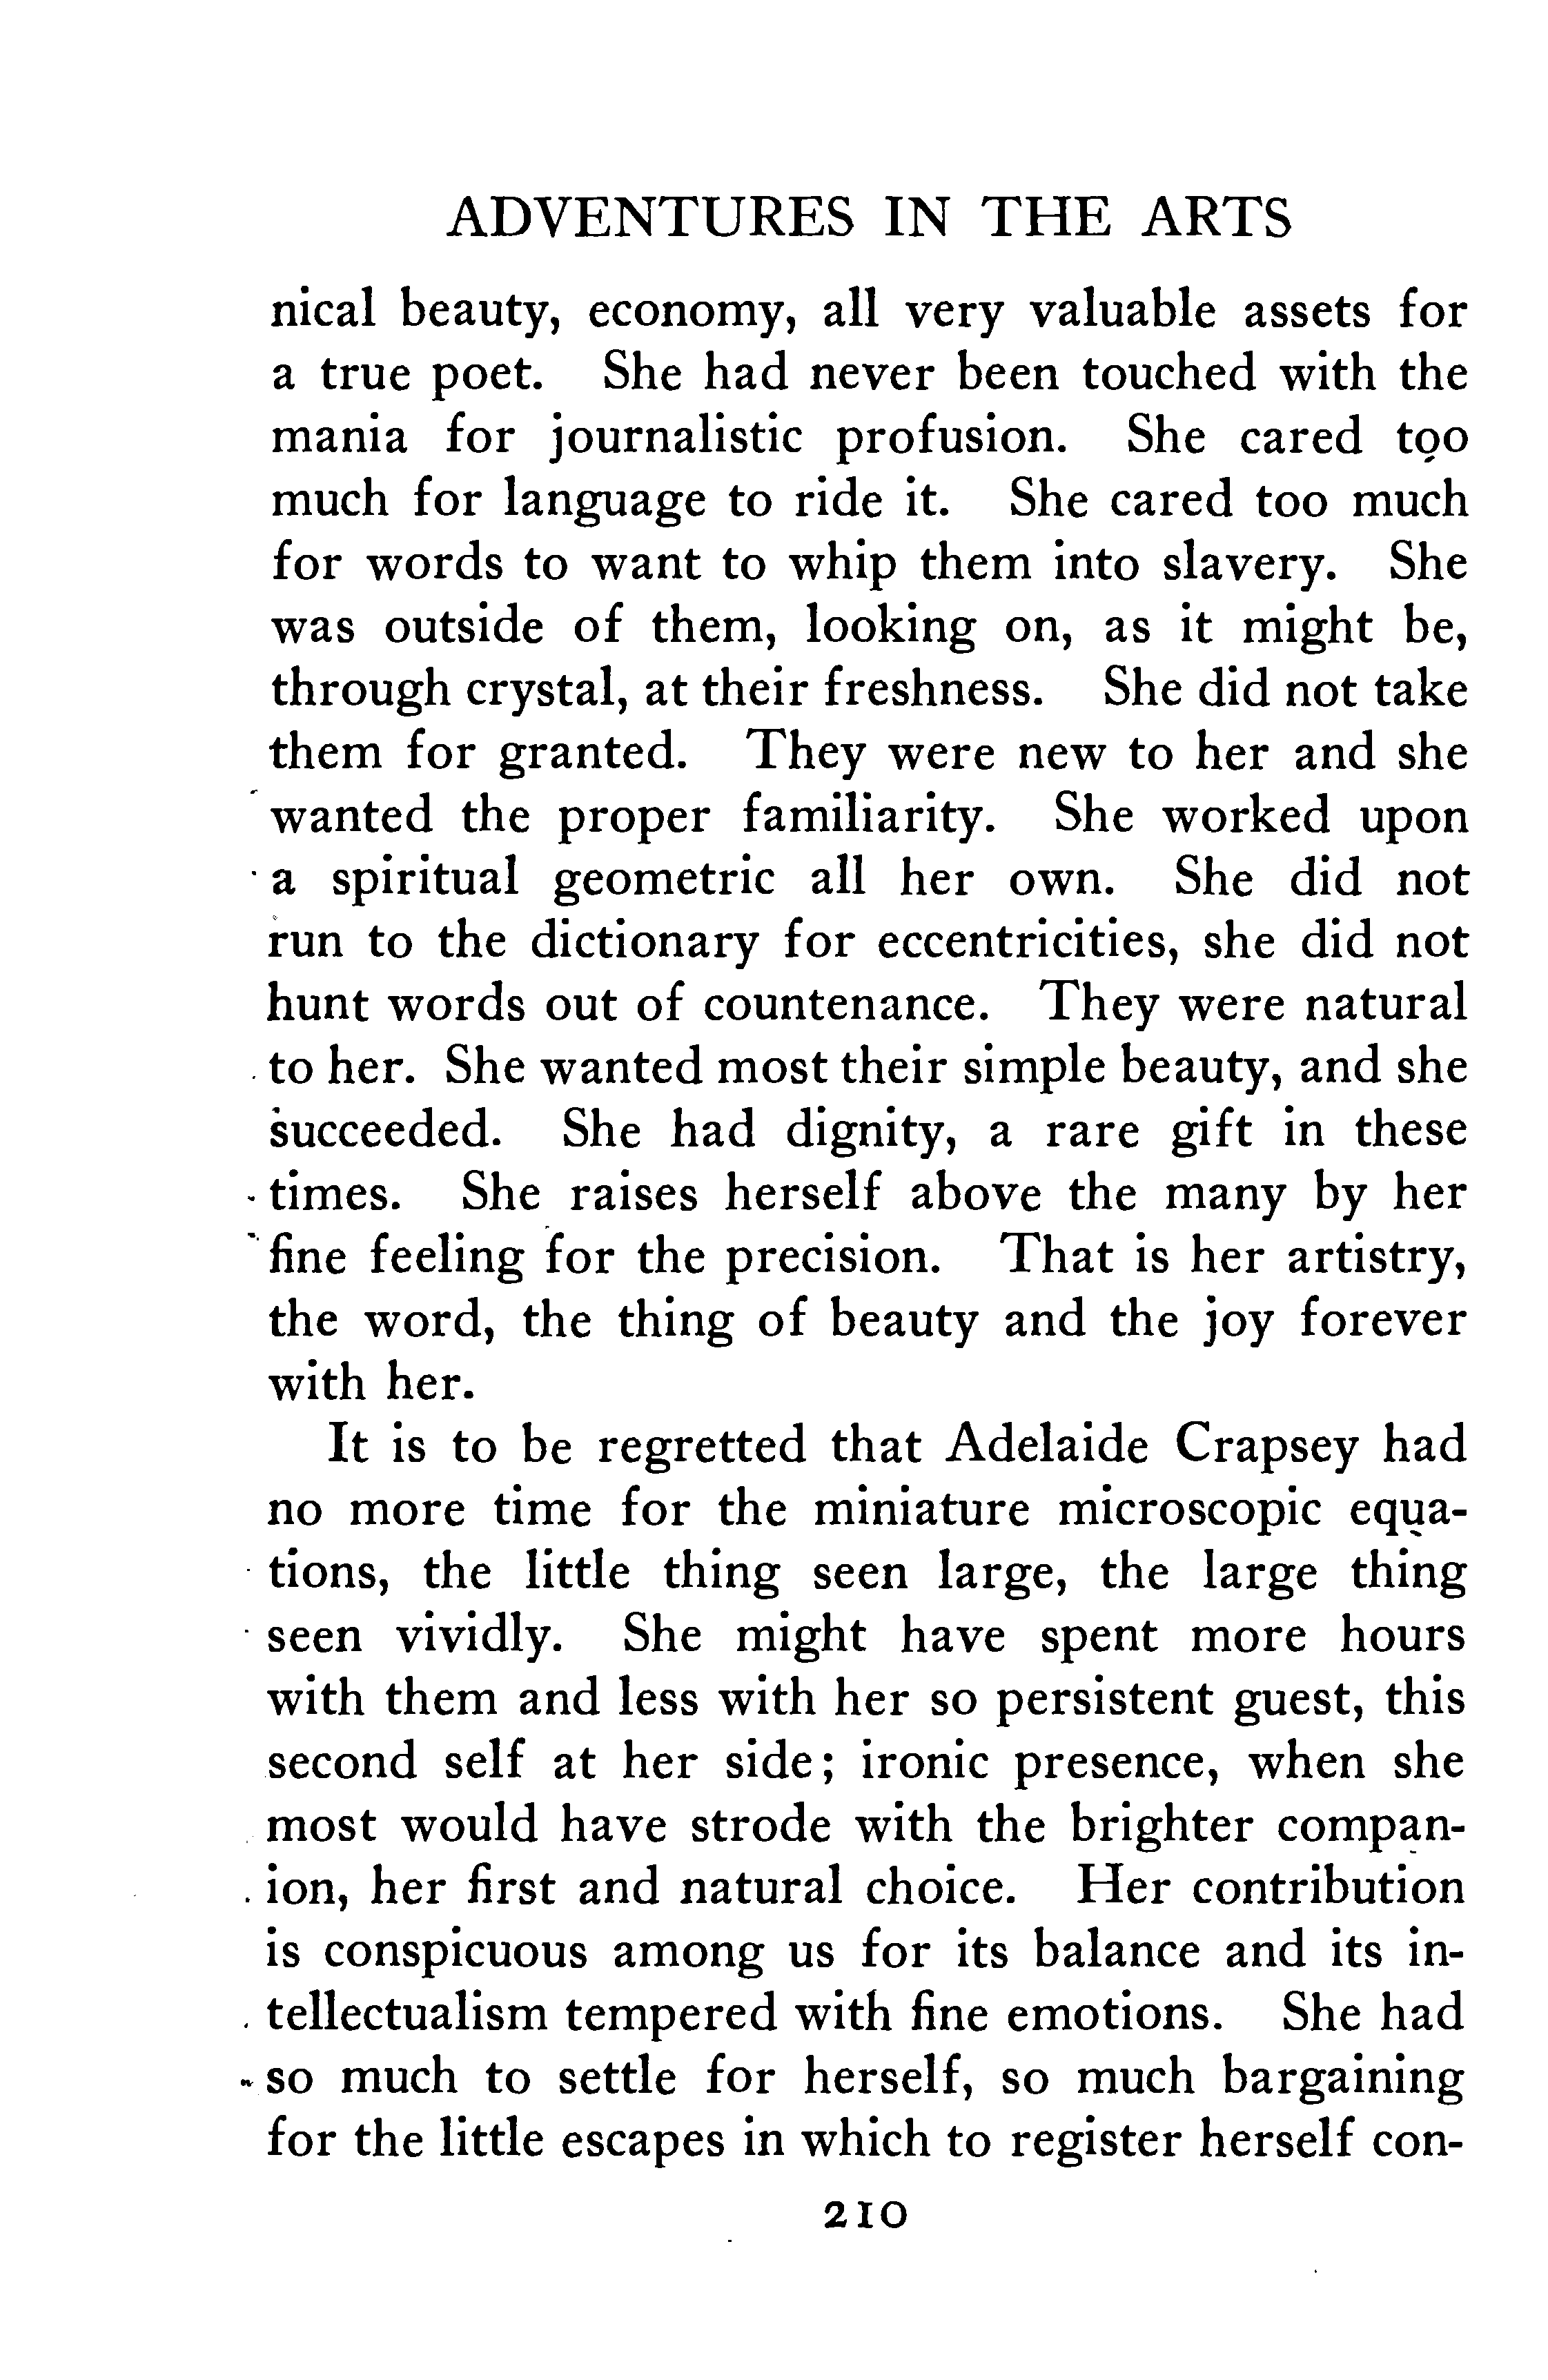 ADVENTURES IN THE ARTS
nical beauty, economy, all very valuable assets for
a true poet. She had never been touched with the
mania for journalistic profusion. She cared too
much for language to ride it. She cared too much
for words to want to whip them into slavery. She
was outside of them, looking on, as it might be,
through crystal, at their freshness. She did not take
them for granted. They were new to her and she
wanted the proper familiarity. She worked upon
a spiritual geometric all her own. She did not
run to the dictionary for eccentricities, she did not
hunt words out of countenance. They were natural
to her. She wanted most their simple beauty, and she
succeeded. She had dignity, a rare gift in these
times. She raises herself above the many by her
fine feeling for the precision. That is her artistry,
the word, the thing of beauty and the joy forever
with her.
It is to be regretted that Adelaide Crapsey had
no more time for the miniature microscopic equa-
tions, the little thing seen large, the large thing
seen vividly. She might have spent more hours
with them and less with her so persistent guest, this
second self at her side; ironic presence, when she
most would have strode with the brighter compan-
ion, her first and natural choice. Her contribution
is conspicuous among us for its balance and its in-
tellectualism tempered with fine emotions. She had
so much to settle for herself, so much bargaining
for the little escapes in which to register herself con-
210